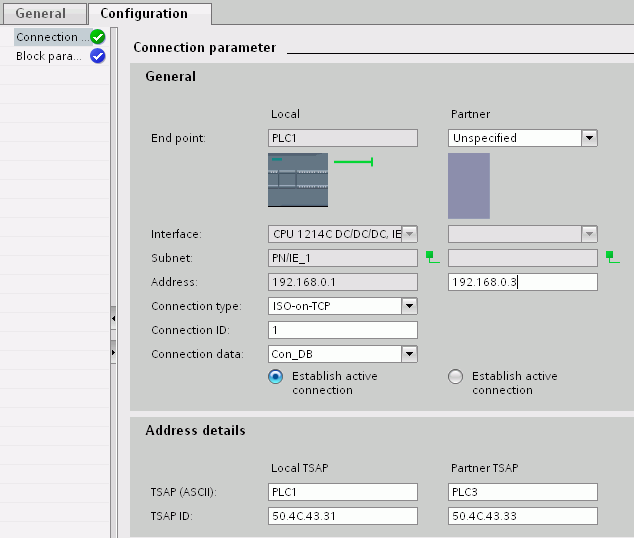 General Configuration
Connection ...
Block para...
Connection parameter
General
Local Partner
End point: PLC1 Unspecified
Interface: CPU 1214C DC/DC/DC, IE
Subnet: PN/IE_1
Address: 192.168.0.1 192.168.0.3
Connection type: ISO-on-TCP
Connection ID: 1
Connection data: Con_DB
Establish active connection Establish active connection
Address details
Local TSAP Partner TSAP
TSAP (ASCII): PLC1 PLC3
TSAP ID: 50.4C.43.31 50.4C.43.33